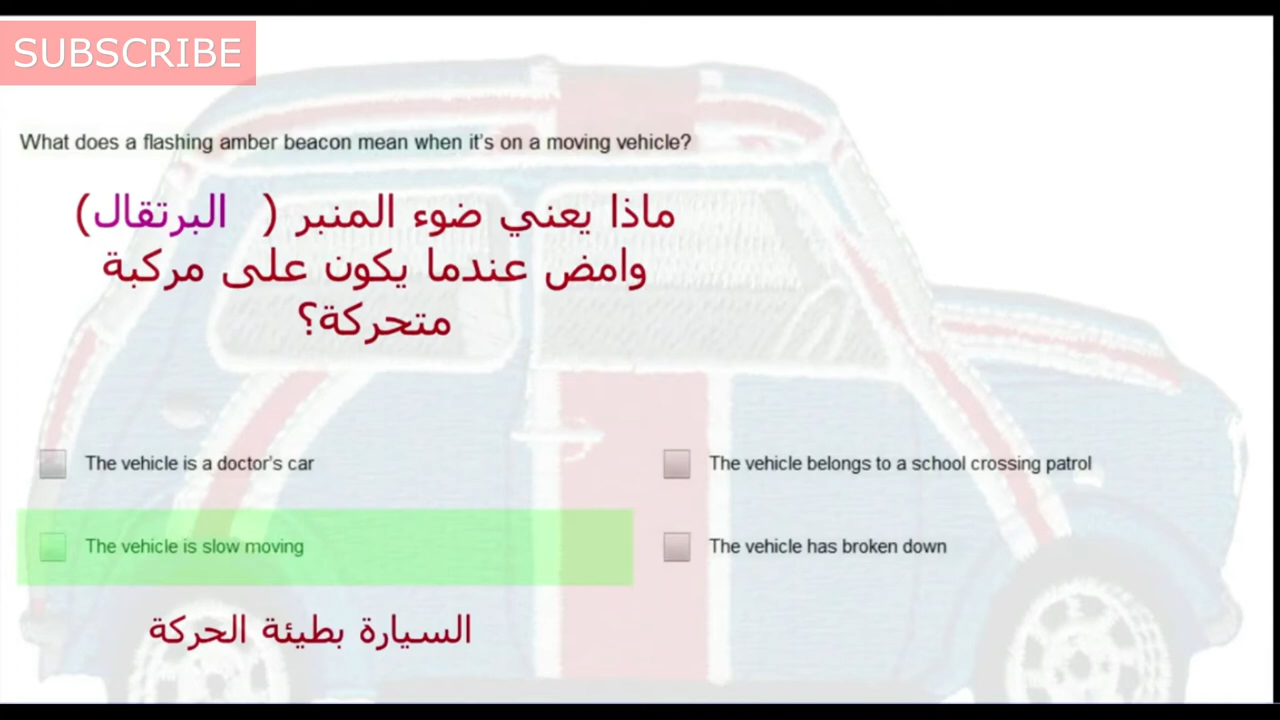 SUBSCRIBE
What does a flashing amber beacon mean when it's on a moving vehicle?
ماذا يعني ضوء المنبر ( البرتقال)
وامض عندما يكون على مركبة
متحركة؟
The vehicle is a doctor's car
The vehicle belongs to a school crossing patrol
The vehicle is slow moving
The vehicle has broken down
السيارة بطيئة الحركة